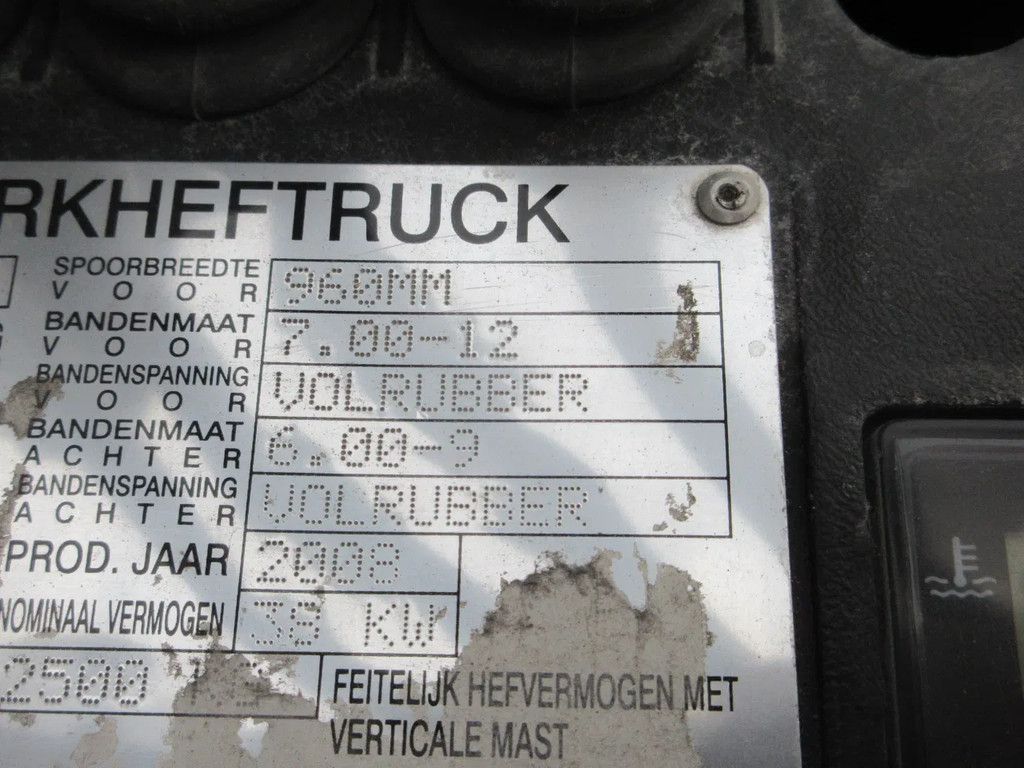 RKHEFTRUCK
SPOORBREEDTE
VOOR 960MM
BANDENMAAT
VOOR 7.00-12
BANDENSPANNING
VOOR VOLRUBBER
BANDENMAAT
ACHTER 6.00-9
BANDENSPANNING
ACHTER VOLRUBBER
PROD. JAAR 2008
NOMINAAL VERMOGEN 38 KW
2500
FEITELIJK HEFVERMOGEN MET
VERTICALE MAST